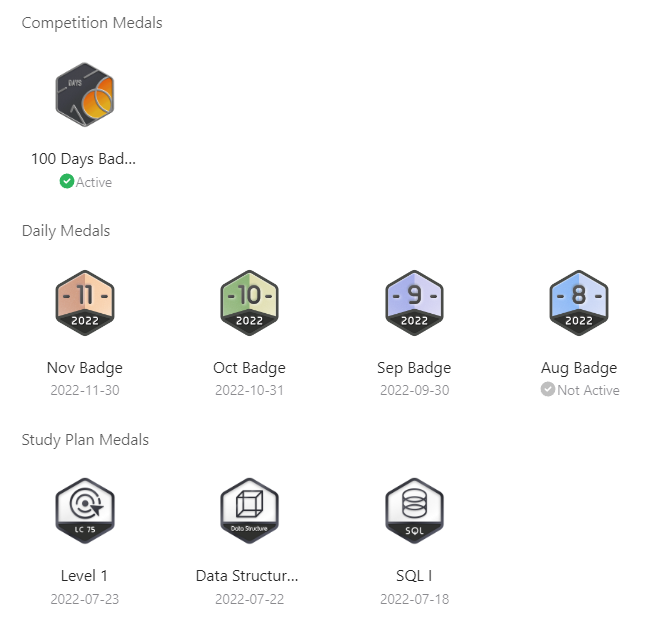 Competition Medals
DAYS
100 Days Bad...
Active
Daily Medals
- 11 - - 10 - - 9 - - 8 -
2022 2022 2022 2022
Nov Badge Oct Badge Sep Badge Aug Badge
2022-11-30 2022-10-31 2022-09-30 Not Active
Study Plan Medals
LC 75 Data Structure SQL
Level 1 Data Structur... SQL I
2022-07-23 2022-07-22 2022-07-18